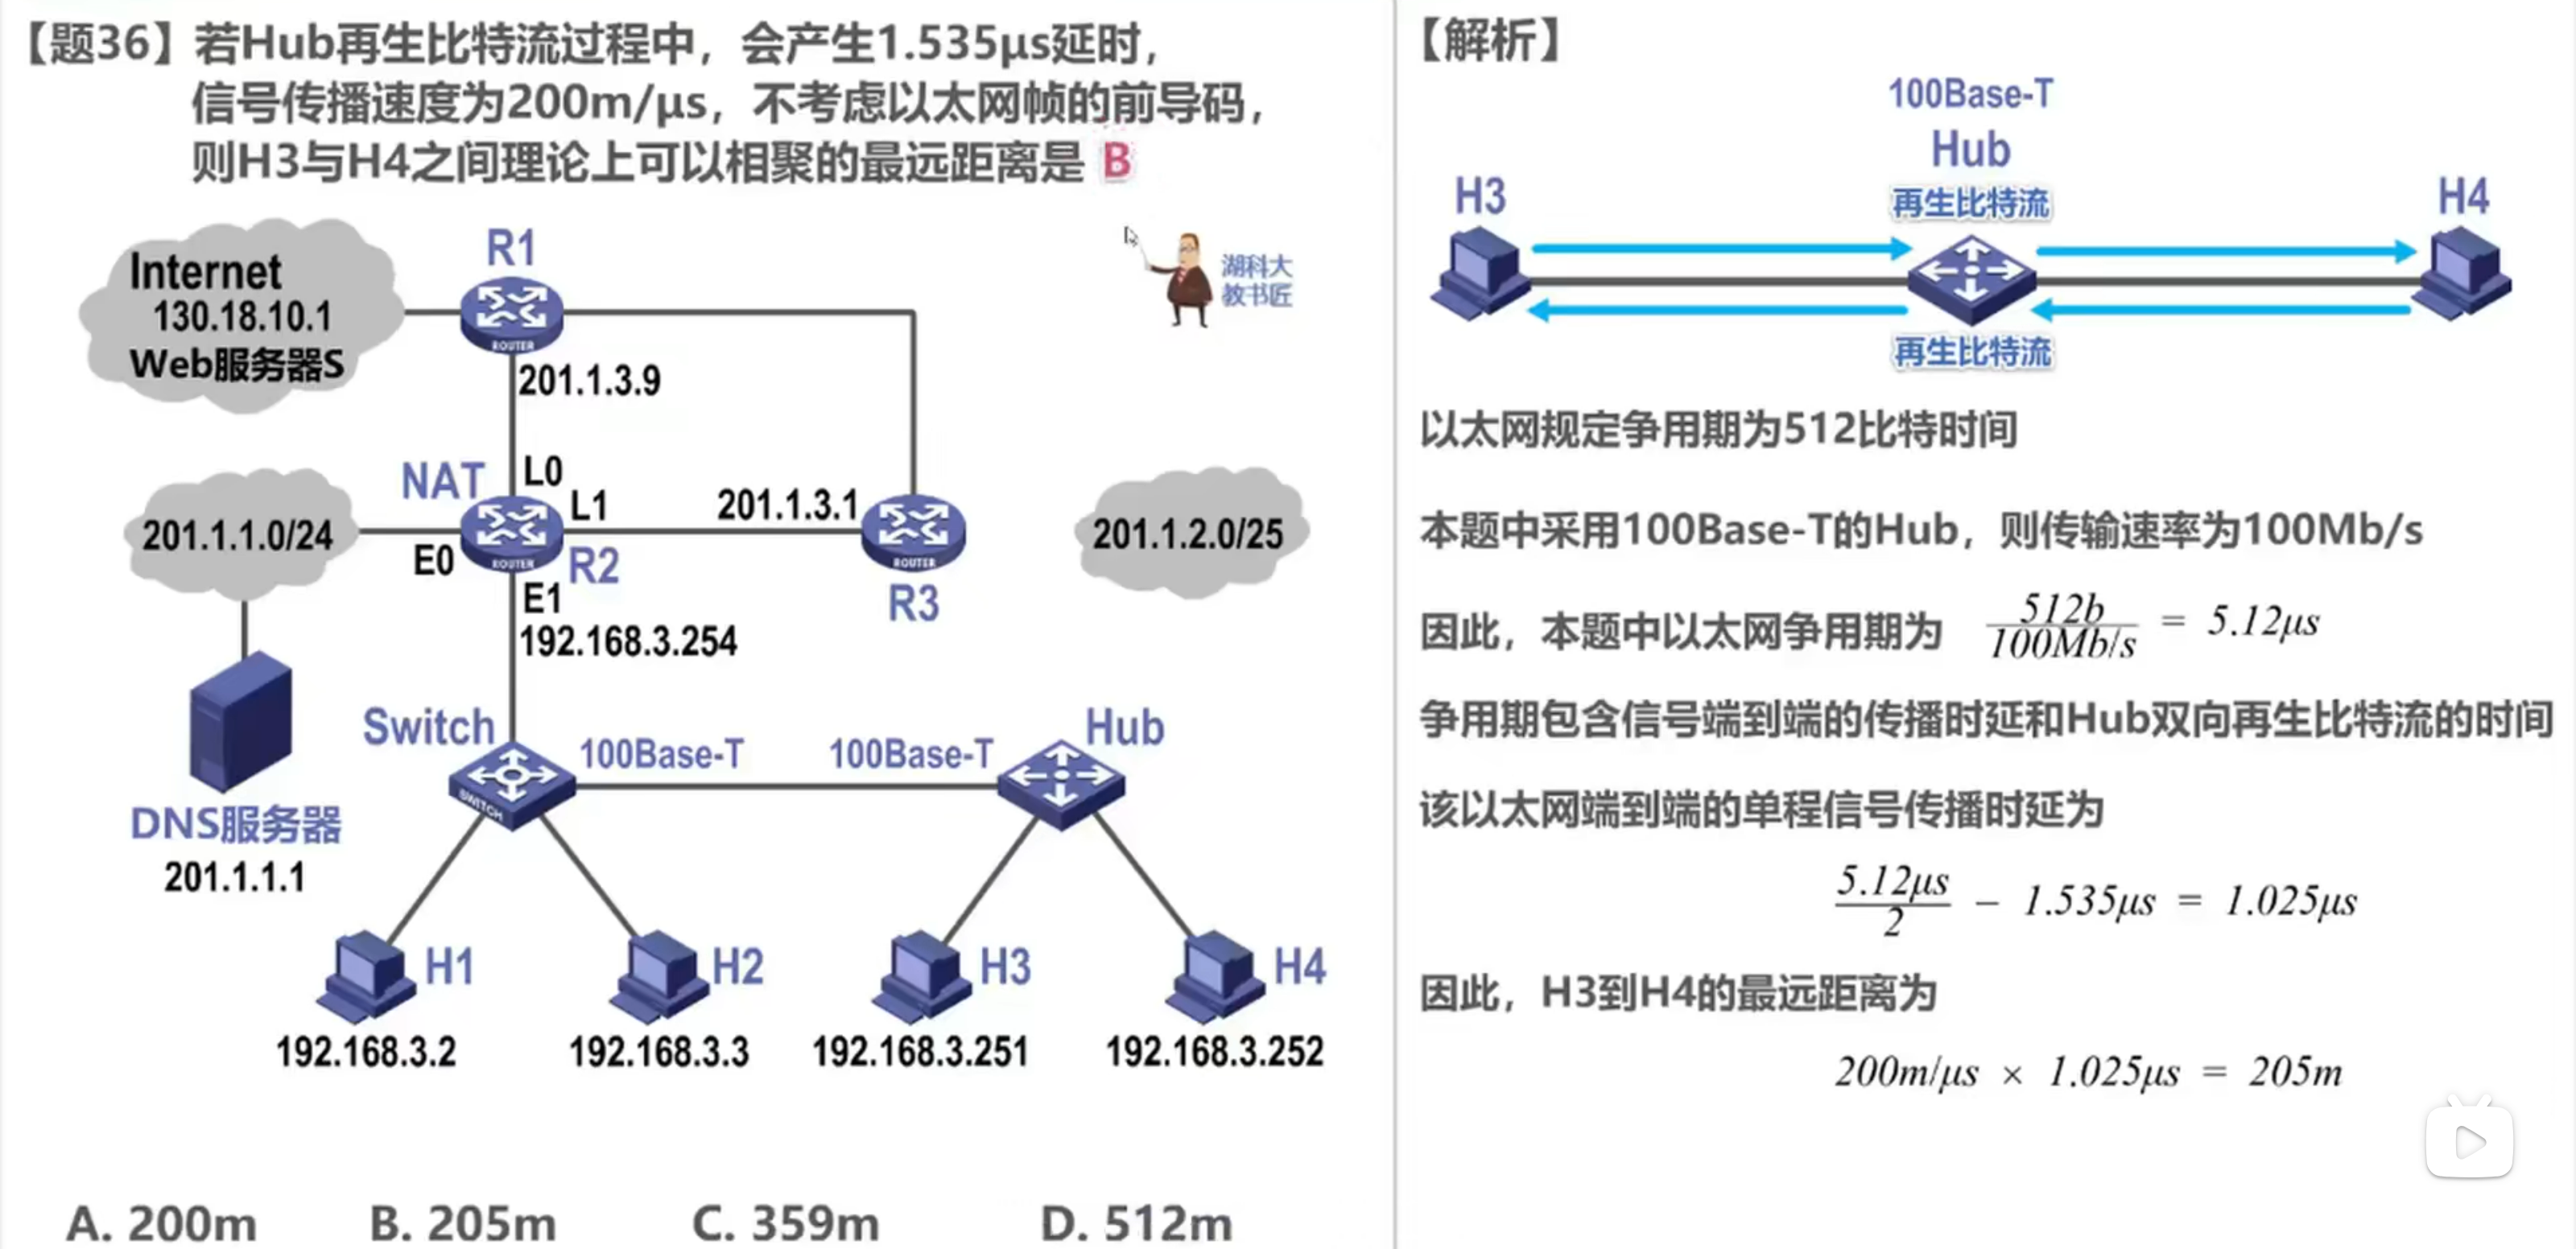 【题36】若Hub再生比特流过程中，会产生1.535μs延时，
信号传播速度为200m/μs，不考虑以太网帧的前导码，
则H3与H4之间理论上可以相聚的最远距离是 B
R1
Internet
130.18.10.1
Web服务器S
ROUTER
201.1.3.9
湖科大
教书匠
NAT
L0
L1
201.1.3.1
201.1.1.0/24
201.1.2.0/25
E0
ROUTER
R2
ROUTER
R3
E1
192.168.3.254
Switch
100Base-T
100Base-T
Hub
SWITCH
DNS服务器
201.1.1.1
H1
H2
H3
H4
192.168.3.2
192.168.3.3
192.168.3.251
192.168.3.252
A. 200m
B. 205m
C. 359m
D. 512m
【解析】
100Base-T
Hub
H3
再生比特流
H4
再生比特流
以太网规定争用期为512比特时间
本题中采用100Base-T的Hub，则传输速率为100Mb/s
因此，本题中以太网争用期为 512b/100Mb/s = 5.12μs
争用期包含信号端到端的传播时延和Hub双向再生比特流的时间
该以太网端到端的单程信号传播时延为
5.12μs/2 − 1.535μs = 1.025μs
因此，H3到H4的最远距离为
200m/μs × 1.025μs = 205m